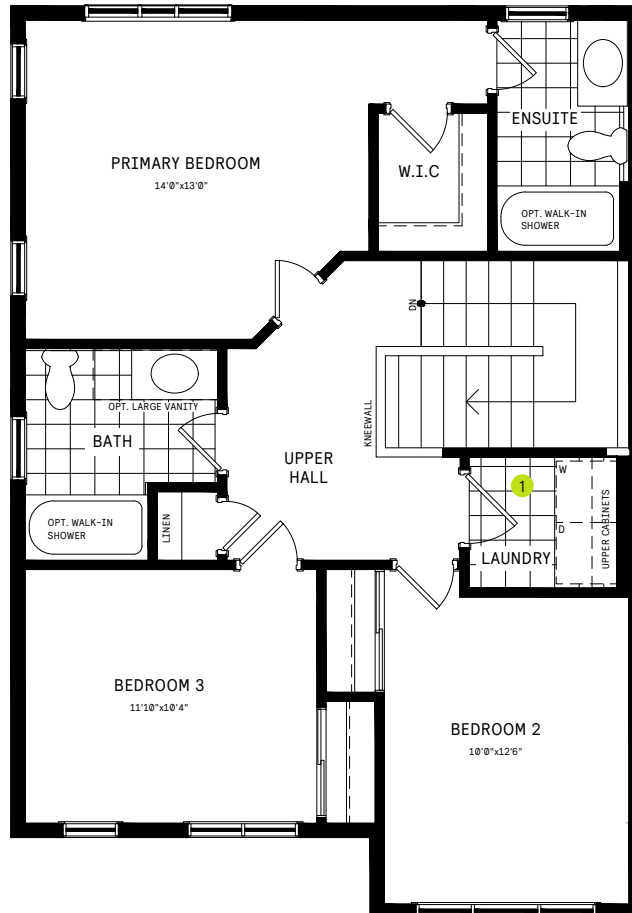 ENSUITE
PRIMARY BEDROOM
14'0"x13'0"
W.I.C
OPT. WALK-IN
SHOWER
DN
OPT. LARGE VANITY
BATH
KNEEWALL
UPPER
HALL
OPT. WALK-IN
SHOWER
LINEN
1
W
D
UPPER CABINETS
LAUNDRY
BEDROOM 3
11'10"x10'4"
BEDROOM 2
10'0"x12'6"